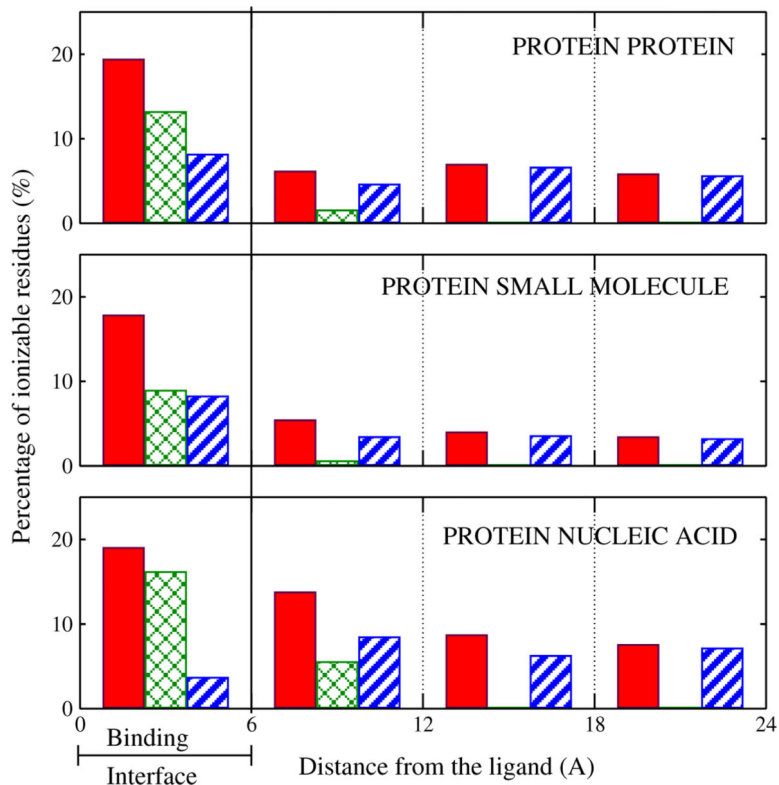 Percentage of ionizable residues (%)
20
10
0
PROTEIN PROTEIN
20
10
0
PROTEIN SMALL MOLECULE
20
10
0
PROTEIN NUCLEIC ACID
0
6
12
18
24
Binding
Interface
Distance from the ligand (A)